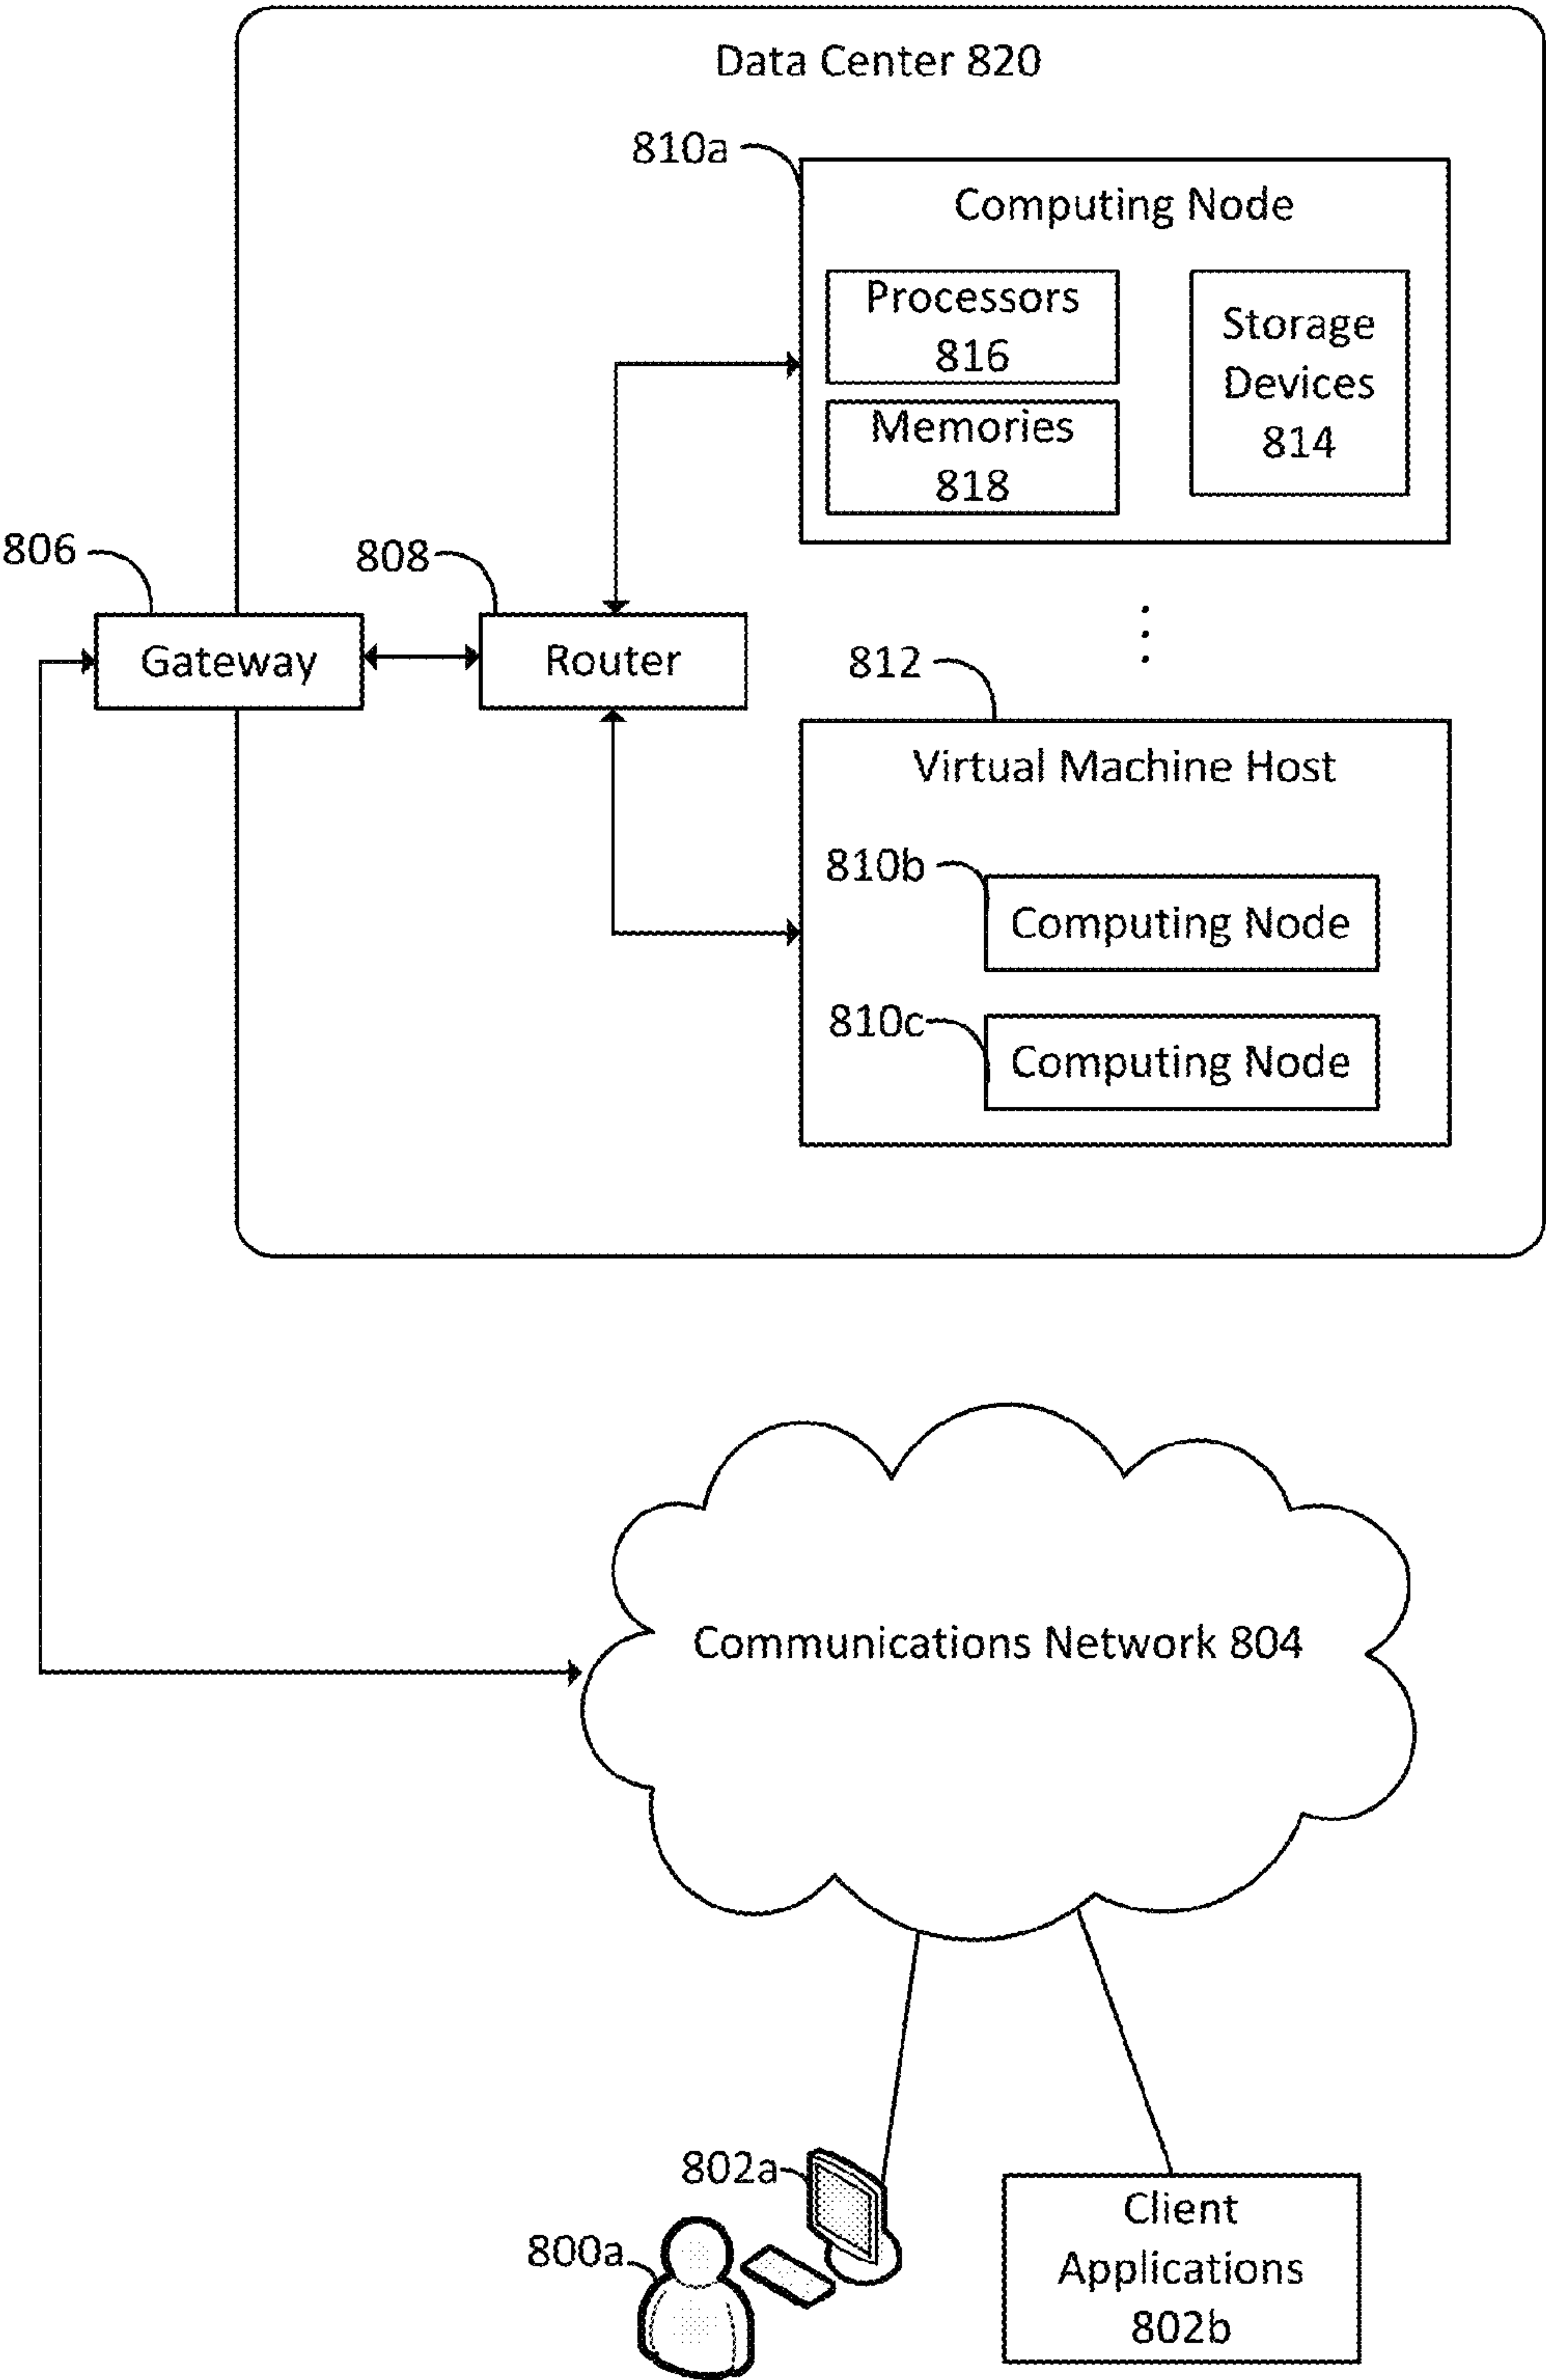 Data Center 820
810a
Computing Node
Processors
816
Storage
Devices
814
Memories
818
806
808
Gateway
Router
812
Virtual Machine Host
810b
Computing Node
810c
Computing Node
Communications Network 804
802a
800a
Client
Applications
802b